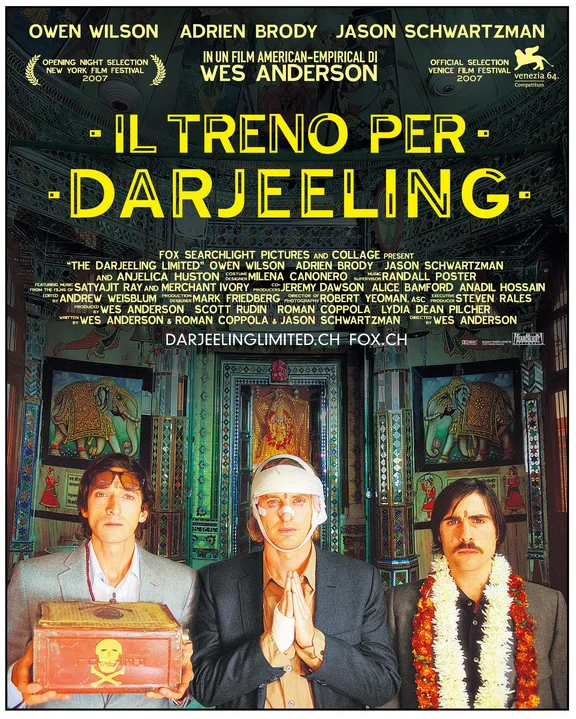 OWEN WILSON ADRIEN BRODY JASON SCHWARTZMAN
OPENING NIGHT SELECTION
NEW YORK FILM FESTIVAL
2007
IN UN FILM AMERICAN-EMPIRICAL DI
WES ANDERSON
OFFICIAL SELECTION
VENICE FILM FESTIVAL
2007
venezia 64.
Competition
· IL TRENO PER ·
· DARJEELING ·
FOX SEARCHLIGHT PICTURES AND COLLAGE PRESENT
"THE DARJEELING LIMITED" OWEN WILSON ADRIEN BRODY JASON SCHWARTZMAN
AND ANJELICA HUSTON COSTUME DESIGNER MILENA CANONERO MUSIC SUPERVISOR RANDALL POSTER
FEATURING MUSIC FROM THE FILMS OF SATYAJIT RAY AND MERCHANT IVORY CO-PRODUCERS JEREMY DAWSON ALICE BAMFORD ANADIL HOSSAIN
EDITED BY ANDREW WEISBLUM PRODUCTION DESIGNER MARK FRIEDBERG DIRECTOR OF PHOTOGRAPHY ROBERT YEOMAN, ASC EXECUTIVE PRODUCER STEVEN RALES
PRODUCED BY WES ANDERSON SCOTT RUDIN ROMAN COPPOLA LYDIA DEAN PILCHER
WRITTEN BY WES ANDERSON & ROMAN COPPOLA & JASON SCHWARTZMAN DIRECTED BY WES ANDERSON
DARJEELINGLIMITED.CH FOX.CH